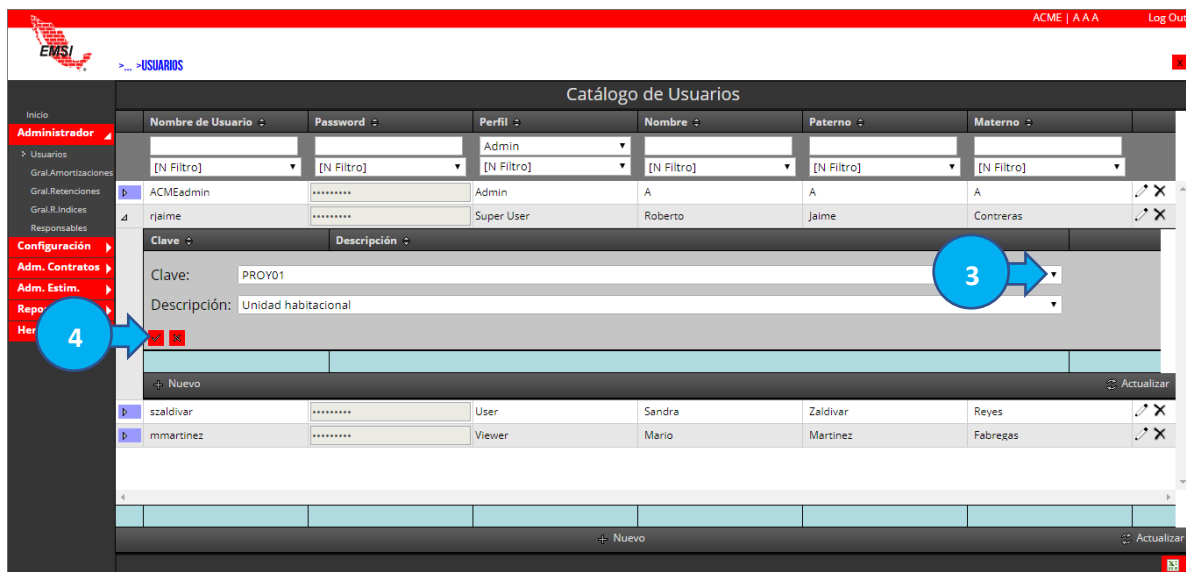 ACME | A A A Log Out
EMSI
>... >USUARIOS
x
Catálogo de Usuarios
Inicio
Administrador
Usuarios
Gral.Amortizaciones
Gral.Retenciones
Gral.R.Indices
Responsables
Configuración
Adm. Contratos
Adm. Estim.
Repo
Her
Nombre de Usuario Password Perfil Nombre Paterno Materno
Admin
[N Filtro] [N Filtro] [N Filtro] [N Filtro] [N Filtro] [N Filtro]
ACMEadmin ••••••••• Admin A A A
rjaime ••••••••• Super User Roberto Jaime Contreras
Clave Descripción
Clave: PROY01
3
Descripción: Unidad habitacional
4
Nuevo Actualizar
szaldivar ••••••••• User Sandra Zaldivar Reyes
mmartinez ••••••••• Viewer Mario Martinez Fabregas
Nuevo Actualizar